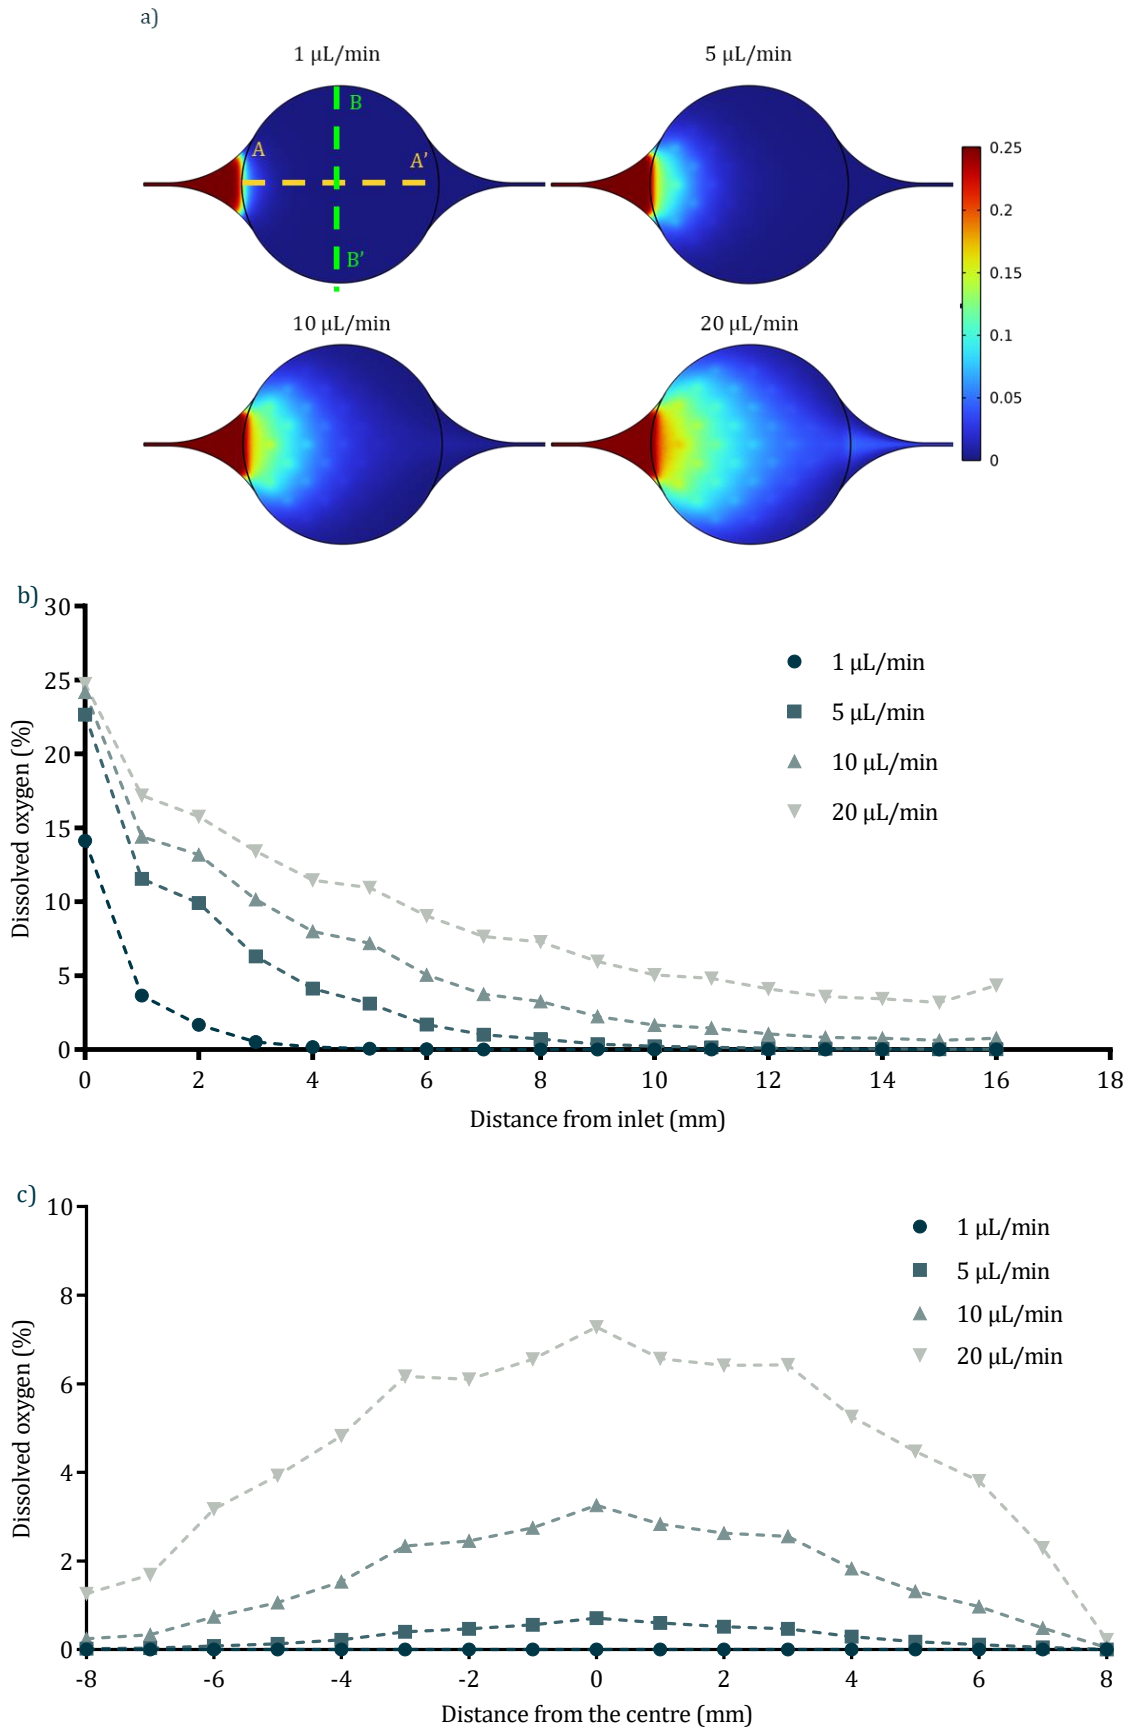 a)
1 μL/min
5 μL/min
B
A
A'
B'
0.25
0.2
0.15
0.1
0.05
0
10 μL/min
20 μL/min
b)
30
25
20
15
10
5
0
Dissolved oxygen (%)
1 μL/min
5 μL/min
10 μL/min
20 μL/min
0 2 4 6 8 10 12 14 16 18
Distance from inlet (mm)
c)
10
8
6
4
2
0
Dissolved oxygen (%)
1 μL/min
5 μL/min
10 μL/min
20 μL/min
-8 -6 -4 -2 0 2 4 6 8
Distance from the centre (mm)